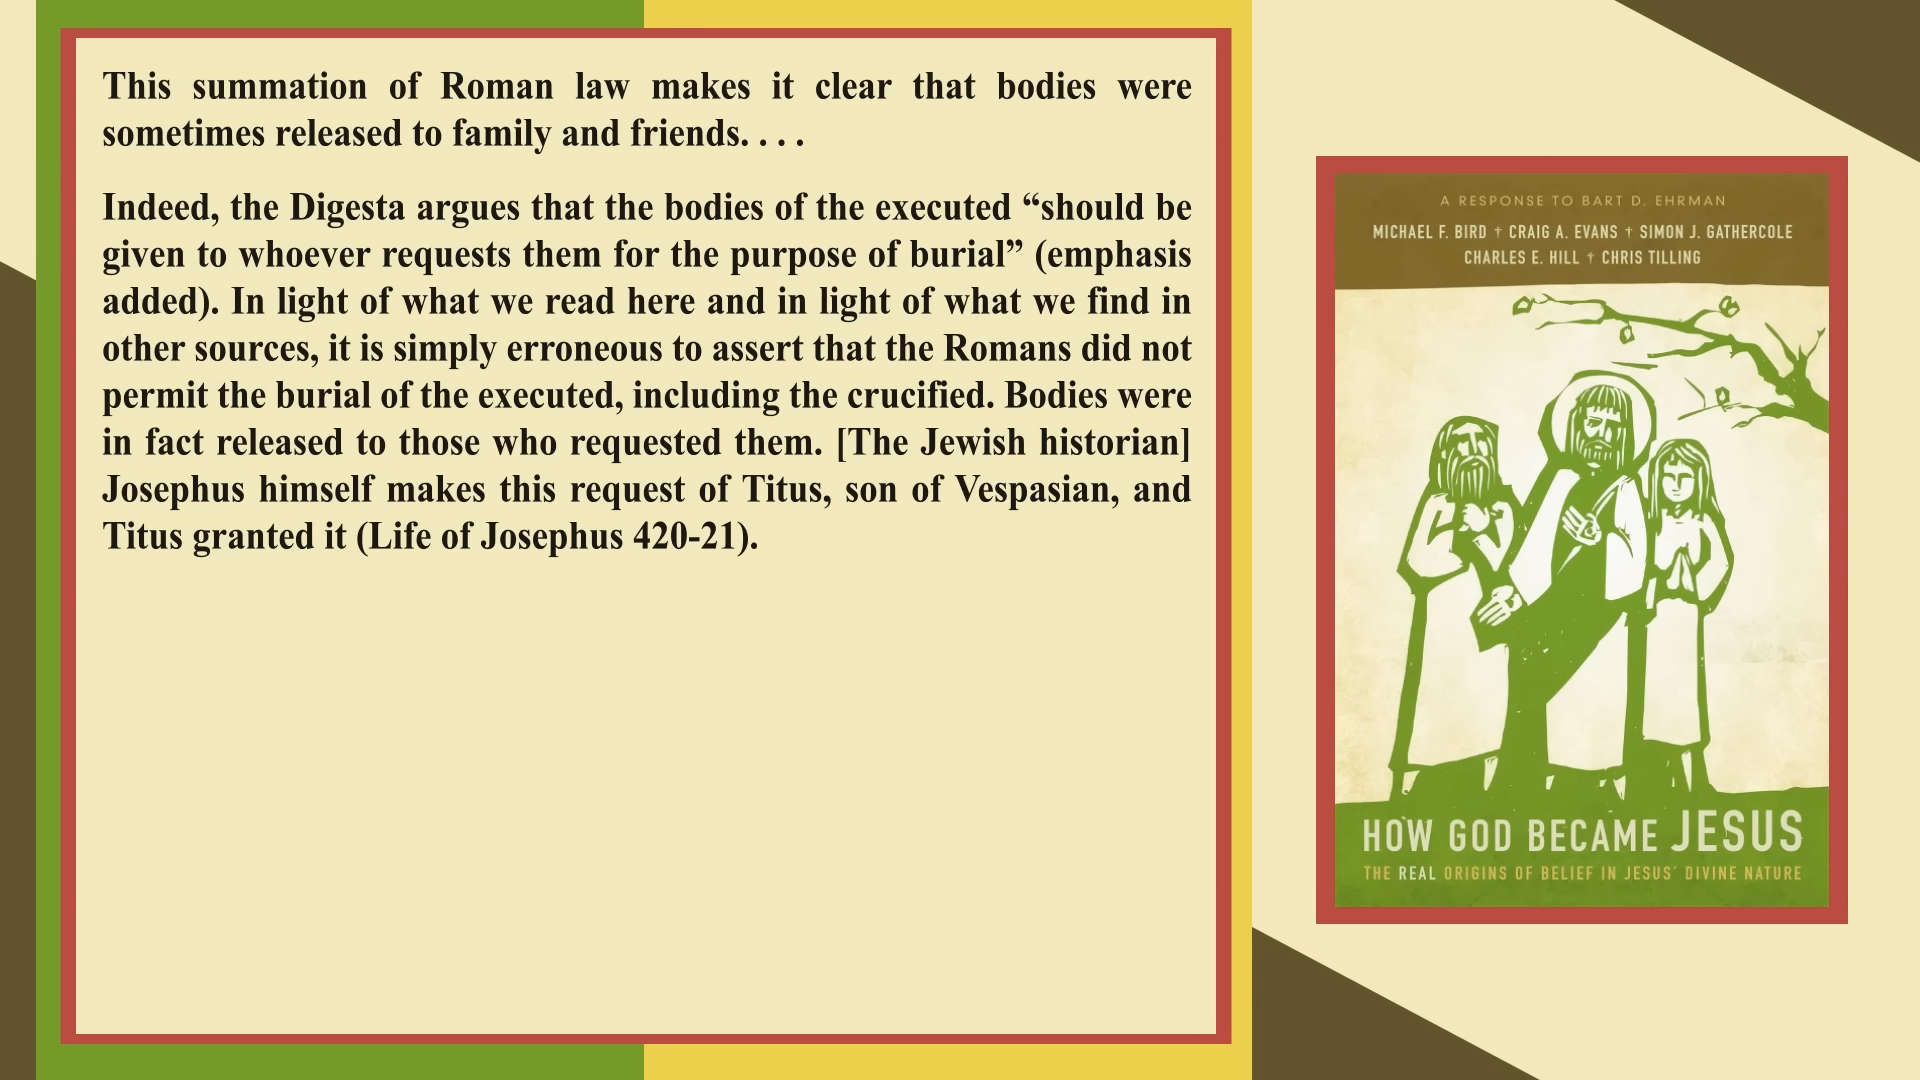 This summation of Roman law makes it clear that bodies were
sometimes released to family and friends. . . .
Indeed, the Digesta argues that the bodies of the executed “should be
given to whoever requests them for the purpose of burial” (emphasis
added). In light of what we read here and in light of what we find in
other sources, it is simply erroneous to assert that the Romans did not
permit the burial of the executed, including the crucified. Bodies were
in fact released to those who requested them. [The Jewish historian]
Josephus himself makes this request of Titus, son of Vespasian, and
Titus granted it (Life of Josephus 420-21).
A RESPONSE TO BART D. EHRMAN
MICHAEL F. BIRD † CRAIG A. EVANS † SIMON J. GATHERCOLE
CHARLES E. HILL † CHRIS TILLING
HOW GOD BECAME JESUS
THE REAL ORIGINS OF BELIEF IN JESUS' DIVINE NATURE